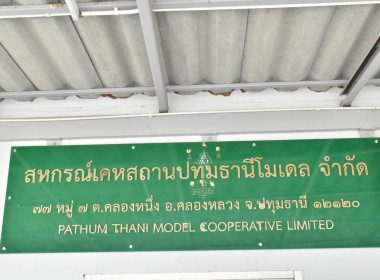 สหกรณ์เคหสถานปทุมธานีโมเดล จำกัด
๗๗ หมู่ ๗ ต.คลองหนึ่ง อ.คลองหลวง จ.ปทุมธานี ๑๒๑๒๐
PATHUM THANI MODEL COOPERATIVE LIMITED